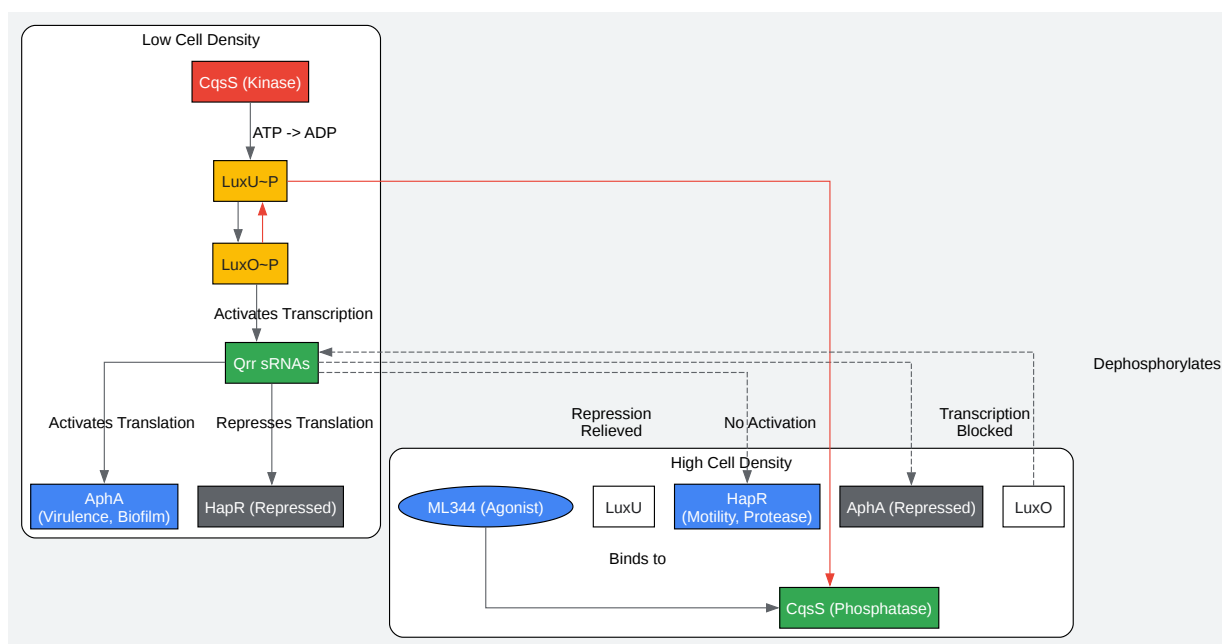 Low Cell Density
CqsS (Kinase)
ATP -> ADP
LuxU~P
LuxO~P
Activates Transcription
Qrr sRNAs
Dephosphorylates
Activates Translation
Represses Translation
Repression
Relieved
No Activation
Transcription
Blocked
High Cell Density
AphA
(Virulence, Biofilm)
HapR (Repressed)
ML344 (Agonist)
LuxU
HapR
(Motility, Protease)
AphA (Repressed)
LuxO
Binds to
CqsS (Phosphatase)